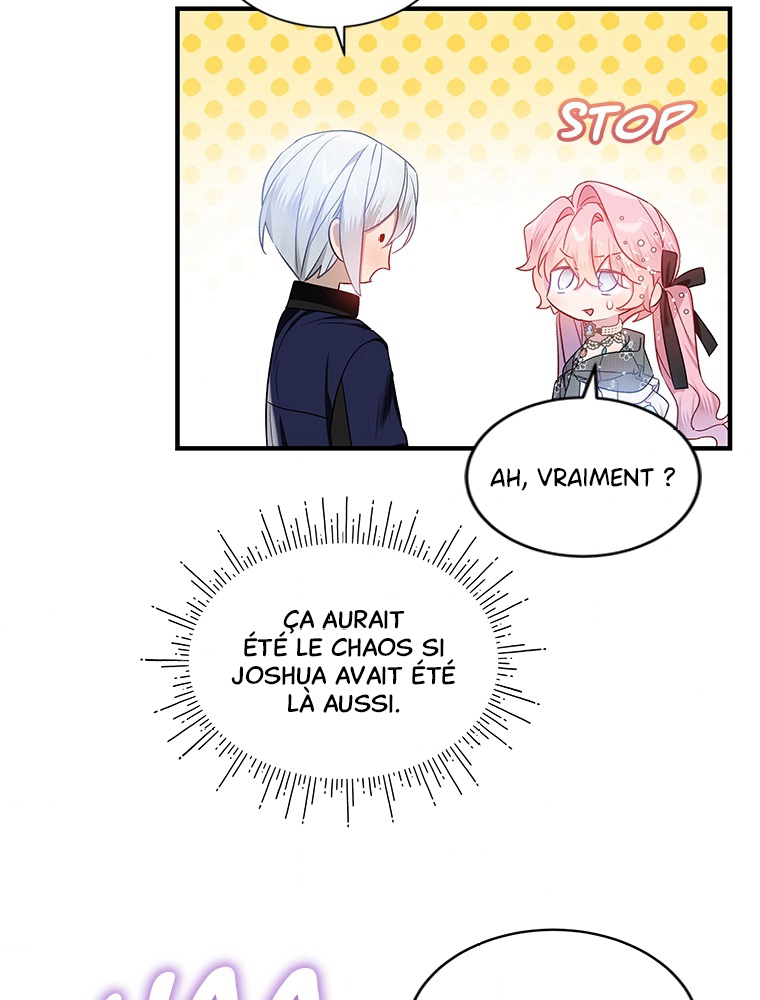 STOP
AH, VRAIMENT ?
ÇA AURAIT
ÉTÉ LE CHAOS SI
JOSHUA AVAIT ÉTÉ
LÀ AUSSI.